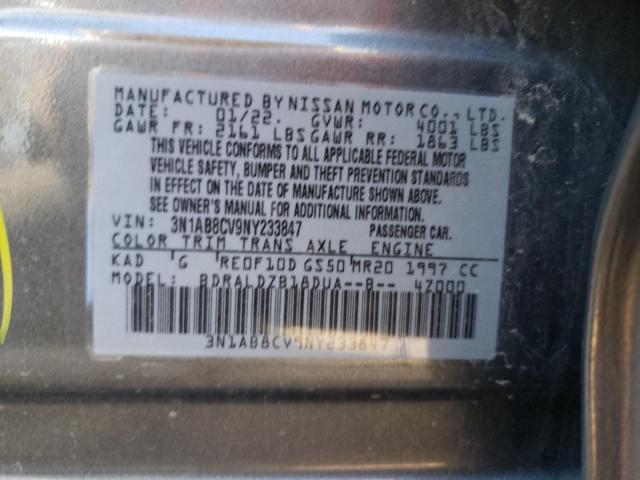 MANUFACTURED BY NISSAN MOTOR CO., LTD.
DATE: 01/22. GVWR: 4001 LBS
GAWR FR: 2161 LBS GAWR RR: 1863 LBS
THIS VEHICLE CONFORMS TO ALL APPLICABLE FEDERAL MOTOR
VEHICLE SAFETY, BUMPER AND THEFT PREVENTION STANDARDS
IN EFFECT ON THE DATE OF MANUFACTURE SHOWN ABOVE.
SEE OWNER'S MANUAL FOR ADDITIONAL INFORMATION.
VIN: 3N1AB8CV9NY233847 PASSENGER CAR.
COLOR TRIM TRANS AXLE ENGINE
KAD G RE0F10D GS50 MR20 1997 CC
MODEL: BDRALDZB18DUA--B-- 4Z000
3N1AB8CV9NY233847